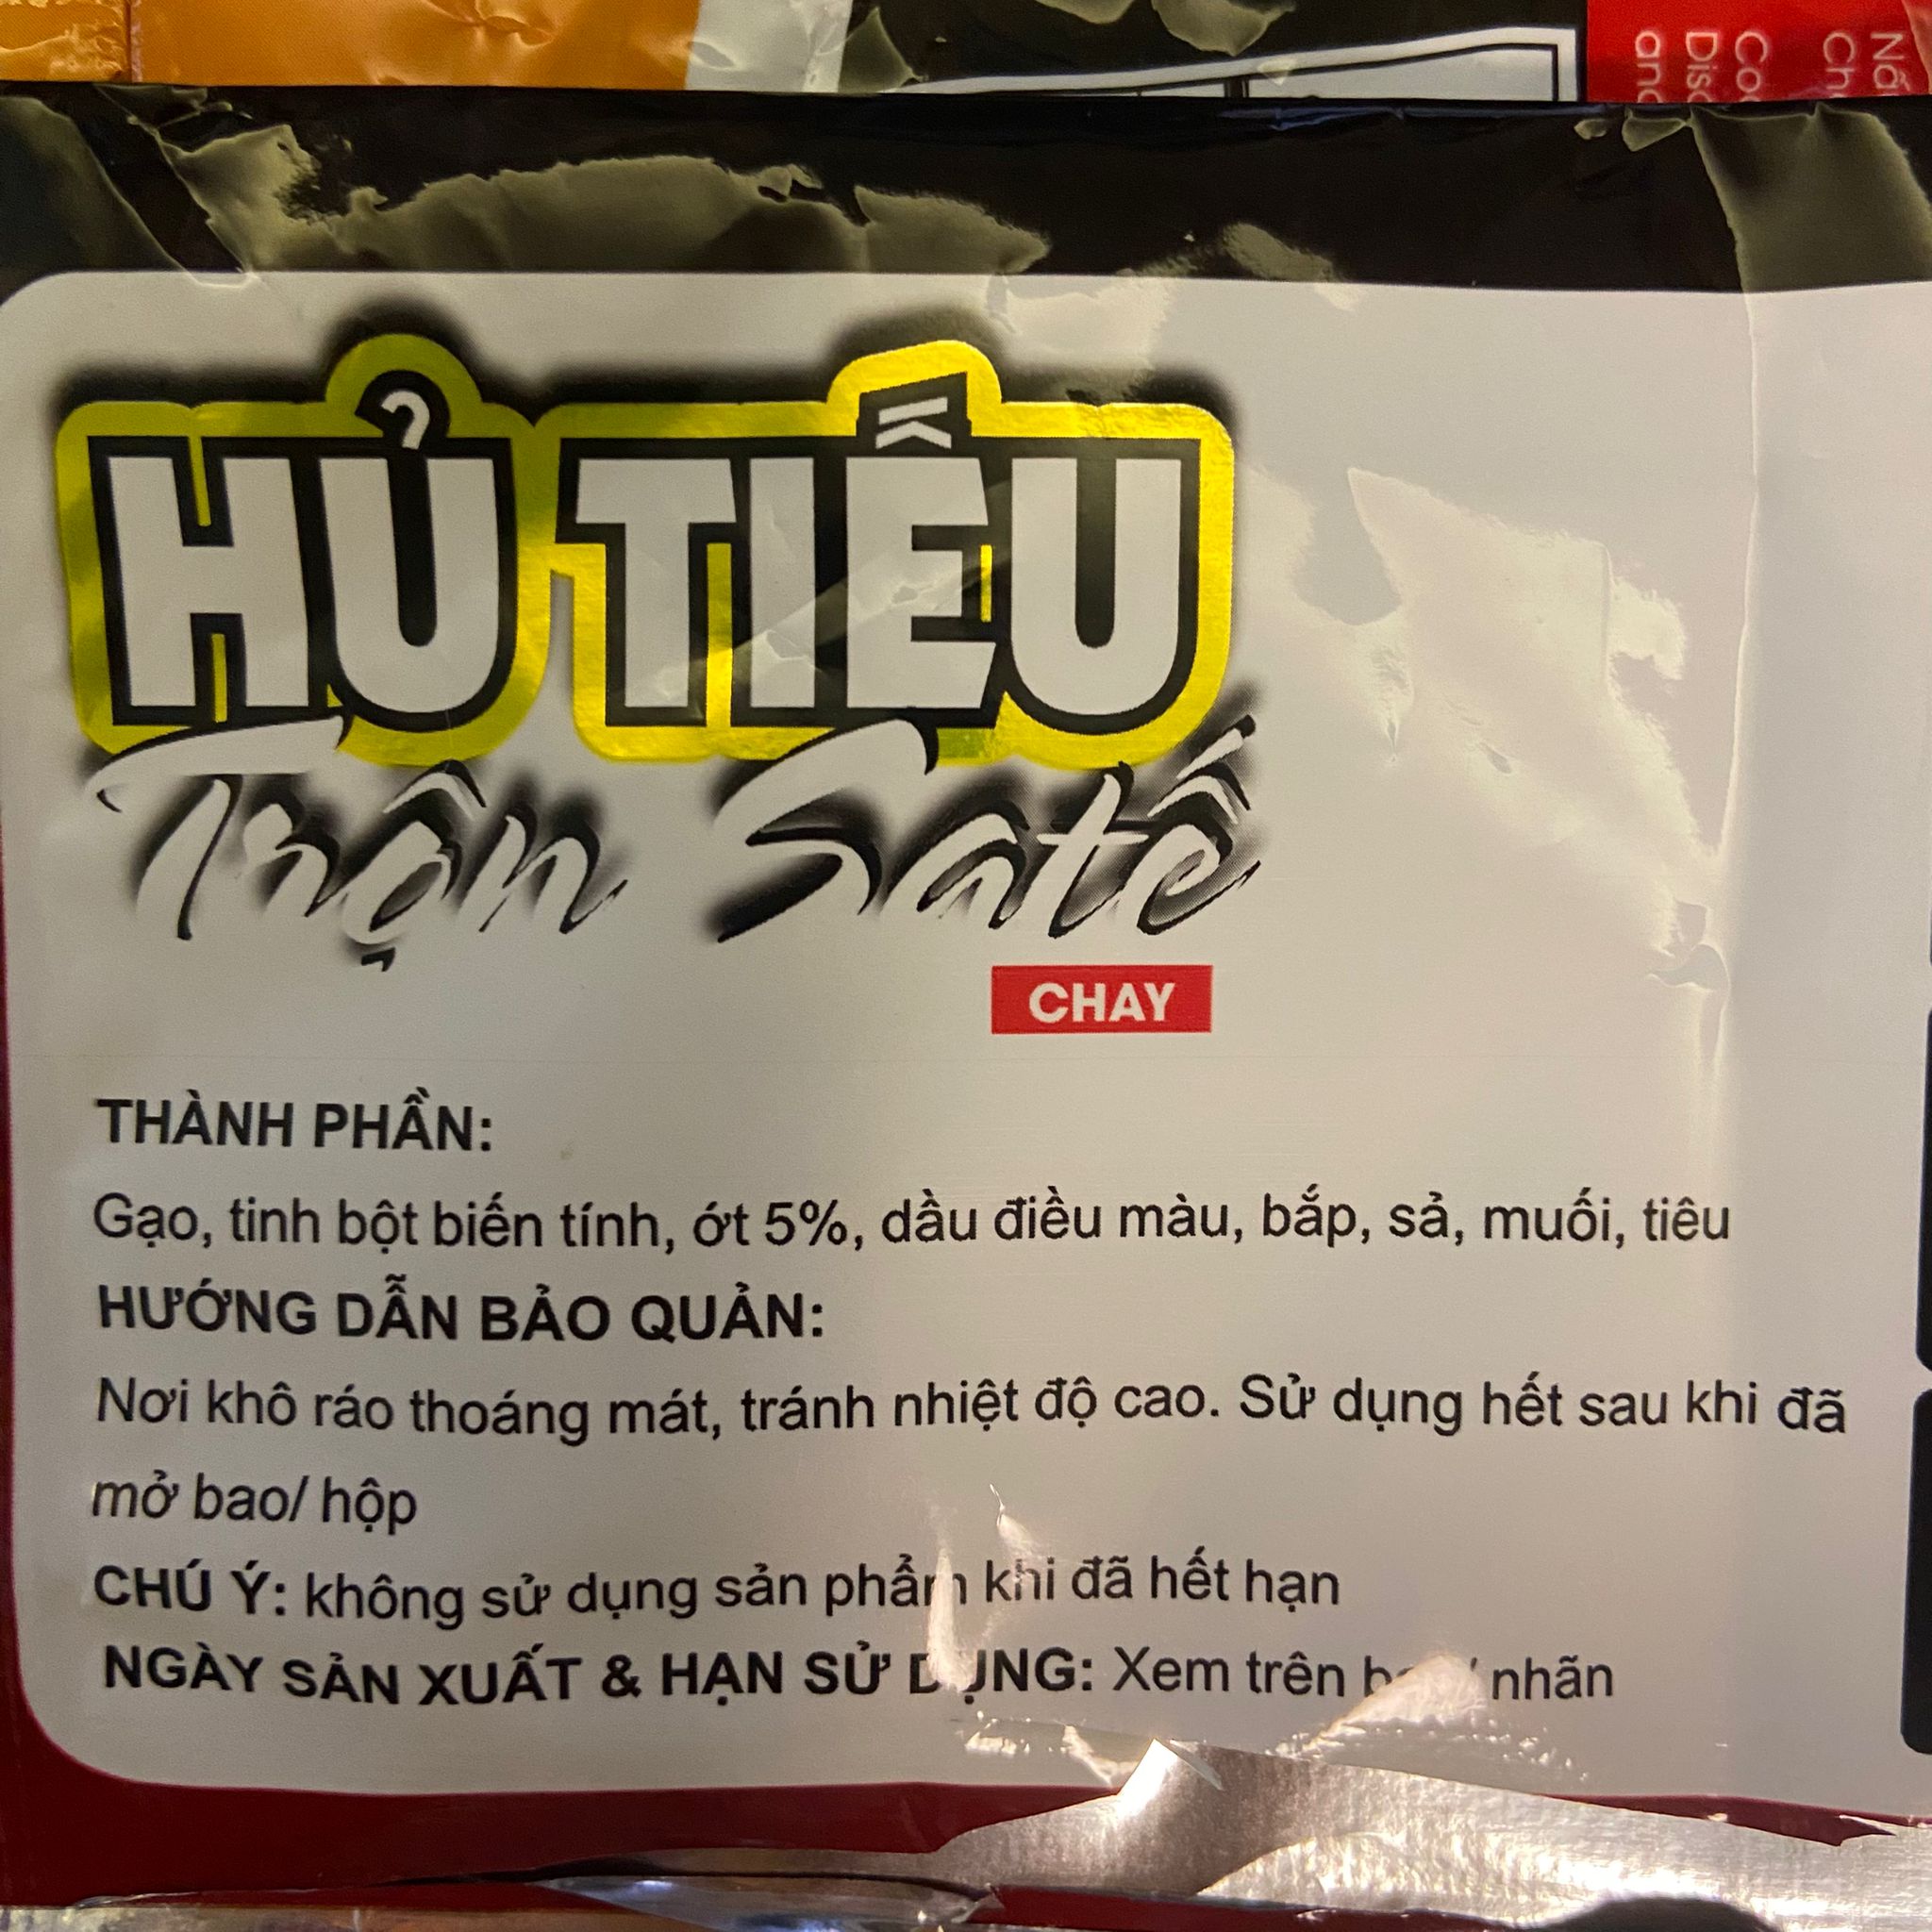 HỦ TIẾU
Trộn Satế
CHAY
THÀNH PHẦN:
Gạo, tinh bột biến tính, ớt 5%, dầu điều màu, bắp, sả, muối, tiêu
HƯỚNG DẪN BẢO QUẢN:
Nơi khô ráo thoáng mát, tránh nhiệt độ cao. Sử dụng hết sau khi đã
mở bao/ hộp
CHÚ Ý: không sử dụng sản phẩm khi đã hết hạn
NGÀY SẢN XUẤT & HẠN SỬ DỤNG: Xem trên nhãn